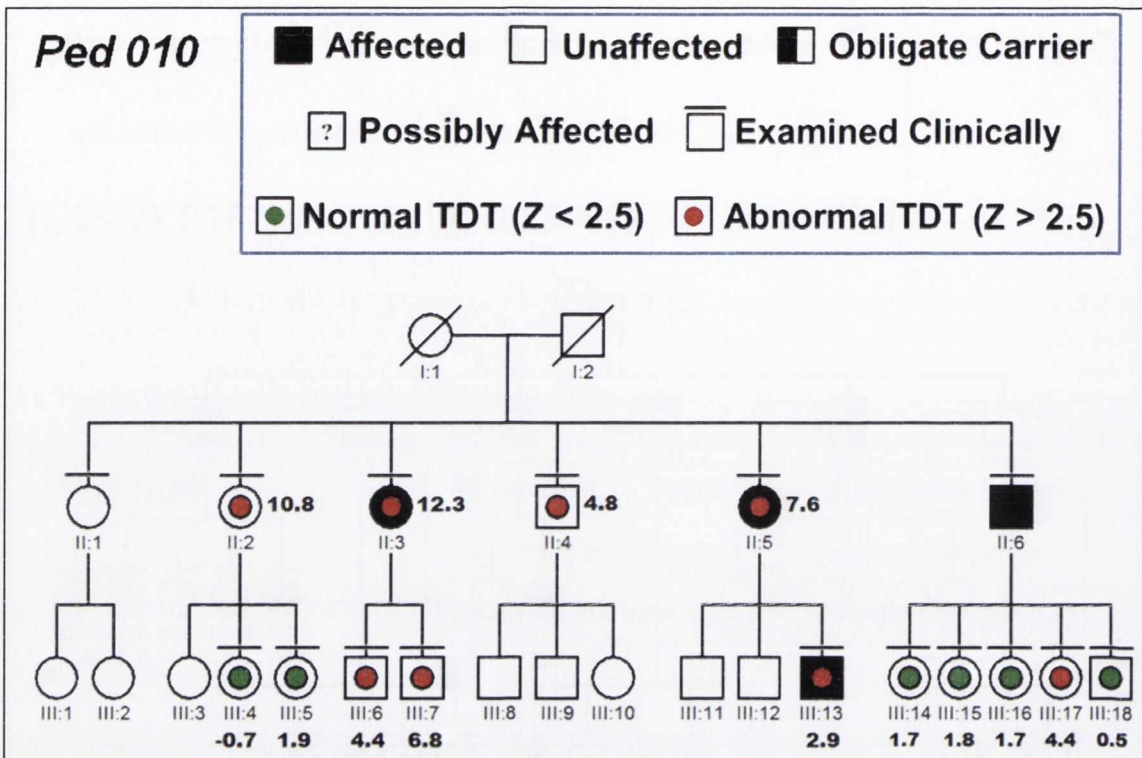 Ped 010
Affected Unaffected Obligate Carrier
? Possibly Affected Examined Clinically
Normal TDT (Z < 2.5) Abnormal TDT (Z > 2.5)
I:1 I:2
10.8 12.3 4.8 7.6
II:1 II:2 II:3 II:4 II:5 II:6
III:1 III:2 III:3 III:4 III:5 III:6 III:7 III:8 III:9 III:10 III:11 III:12 III:13 III:14 III:15 III:16 III:17 III:18
-0.7 1.9 4.4 6.8 2.9 1.7 1.8 1.7 4.4 0.5